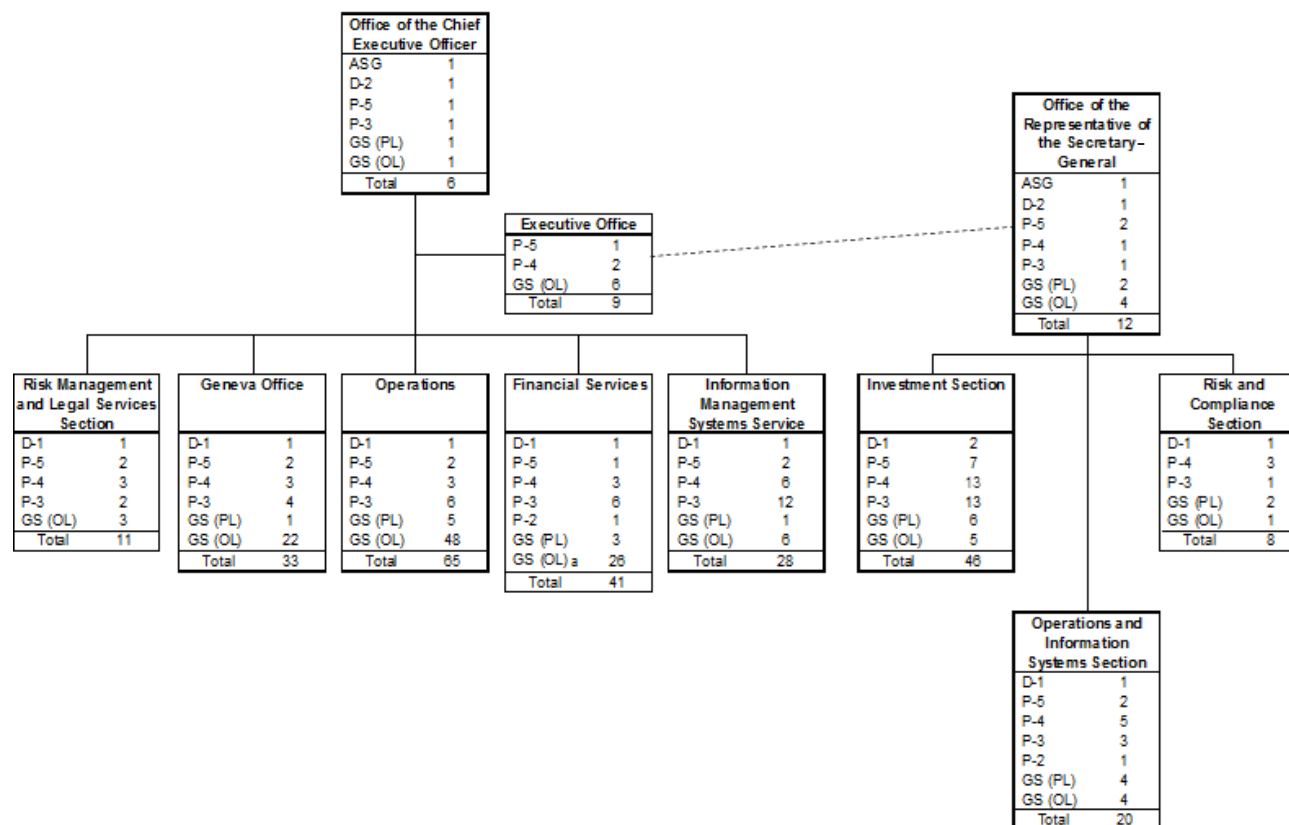 Office of the Chief
Executive Officer
ASG 1
D-2 1
P-5 1
P-3 1
GS (PL) 1
GS (OL) 1
Total 6
Office of the
Representative of
the Secretary–
General
ASG 1
D-2 1
P-5 2
P-4 1
P-3 1
GS (PL) 2
GS (OL) 4
Total 12
Executive Office
P-5 1
P-4 2
GS (OL) 6
Total 9
Risk Management
and Legal Services
Section
D-1 1
P-5 2
P-4 3
P-3 2
GS (OL) 3
Total 11
Geneva Office
D-1 1
P-5 2
P-4 3
P-3 4
GS (PL) 1
GS (OL) 22
Total 33
Operations
D-1 1
P-5 2
P-4 3
P-3 6
GS (PL) 5
GS (OL) 48
Total 65
Financial Services
D-1 1
P-5 1
P-4 3
P-3 6
P-2 1
GS (PL) 3
GS (OL) a 26
Total 41
Information
Management
Systems Service
D-1 1
P-5 2
P-4 6
P-3 12
GS (PL) 1
GS (OL) 6
Total 28
Investment Section
D-1 2
P-5 7
P-4 13
P-3 13
GS (PL) 6
GS (OL) 5
Total 46
Risk and
Compliance
Section
D-1 1
P-4 3
P-3 1
GS (PL) 2
GS (OL) 1
Total 8
Operations and
Information
Systems Section
D-1 1
P-5 2
P-4 5
P-3 3
P-2 1
GS (PL) 4
GS (OL) 4
Total 20